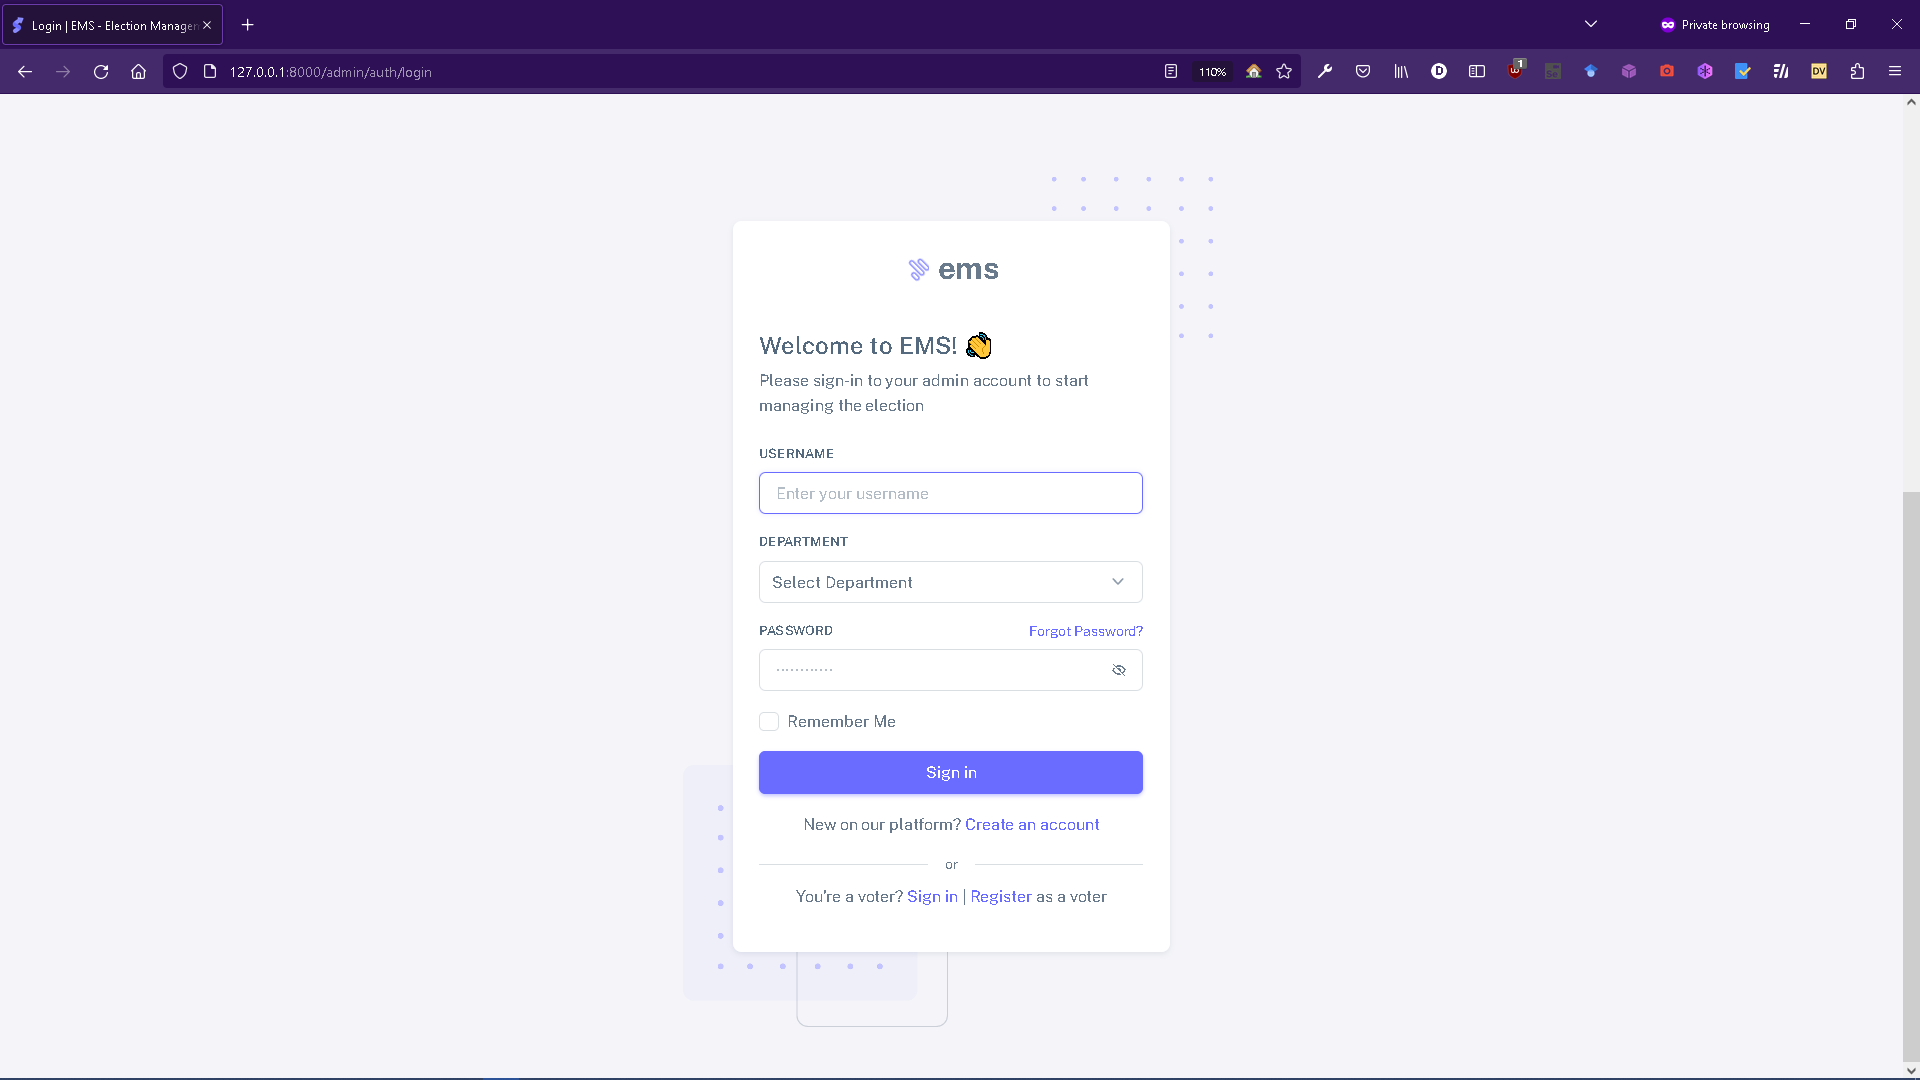 Login | EMS - Election Manage
Private browsing
127.0.0.1:8000/admin/auth/login
110%
1
DV
ems
Welcome to EMS!
Please sign-in to your admin account to start
managing the election
USERNAME
Enter your username
DEPARTMENT
Select Department
PASSWORD
Forgot Password?
Remember Me
Sign in
New on our platform? Create an account
or
You're a voter? Sign in | Register as a voter